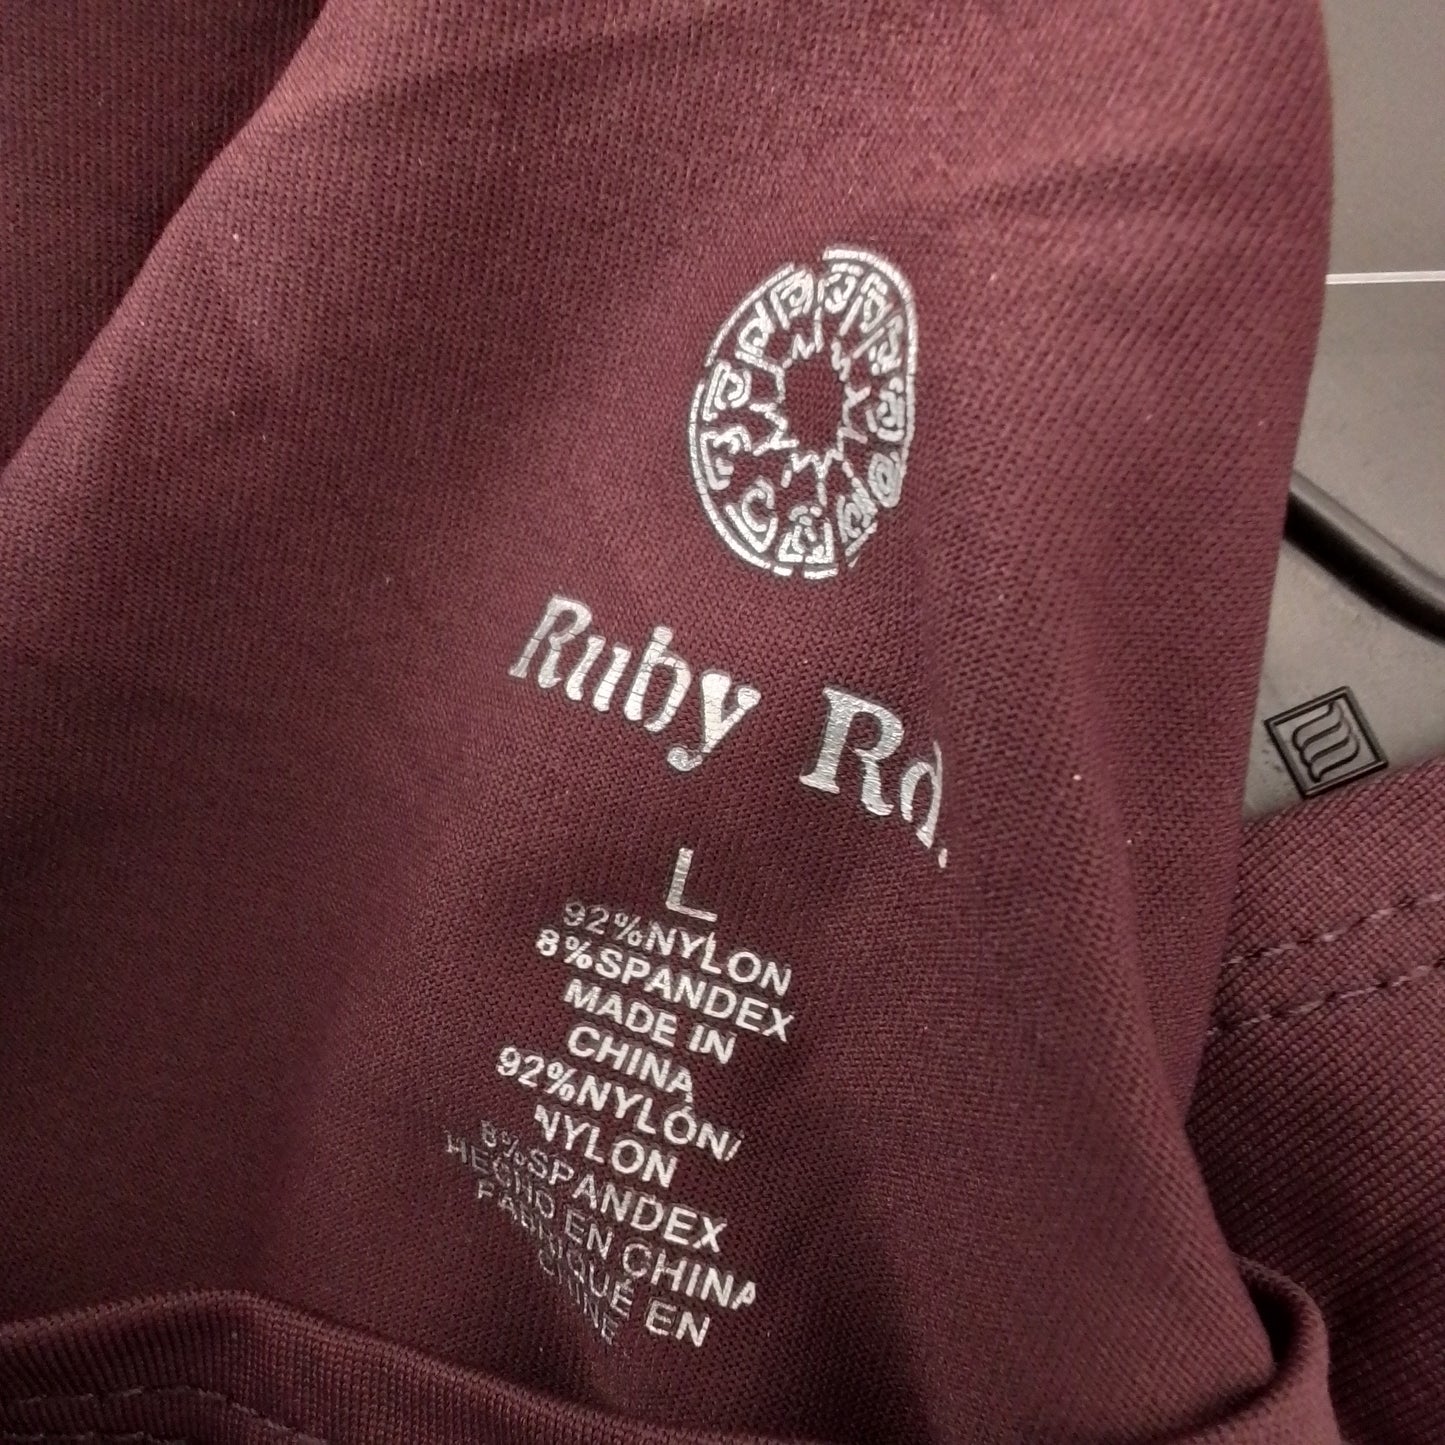 Ruby Rd.
L
92%NYLON
8%SPANDEX
MADE IN
CHINA
92%NYLÓN/
NYLON
8%SPANDEX
HECHO EN CHINA
FABRIQUÉ EN
CHINE